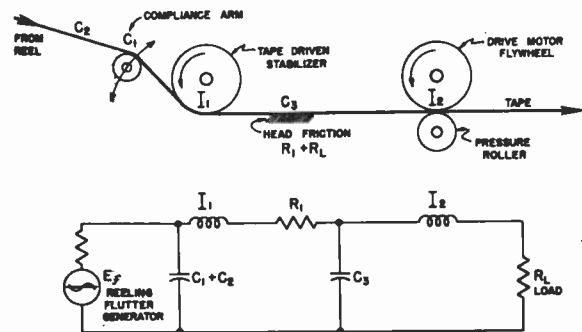 COMPLIANCE ARM
C2
C1
FROM
REEL
TAPE DRIVEN
STABILIZER
DRIVE MOTOR
FLYWHEEL
I1
C3
I2
TAPE
HEAD FRICTION
R1 + RL
PRESSURE
ROLLER
I1
R1
I2
Ef
REELING
FLUTTER
GENERATOR
C1 + C2
C3
RL
LOAD